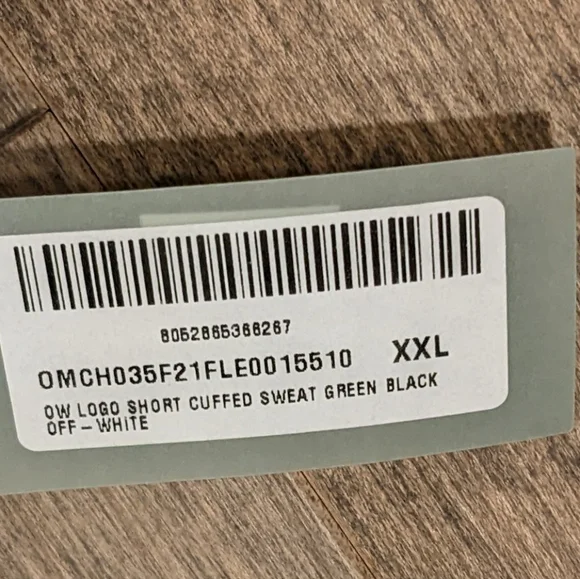 8052865366267
OMCH035F21FLE0015510 XXL
OW LOGO SHORT CUFFED SWEAT GREEN BLACK
OFF-WHITE